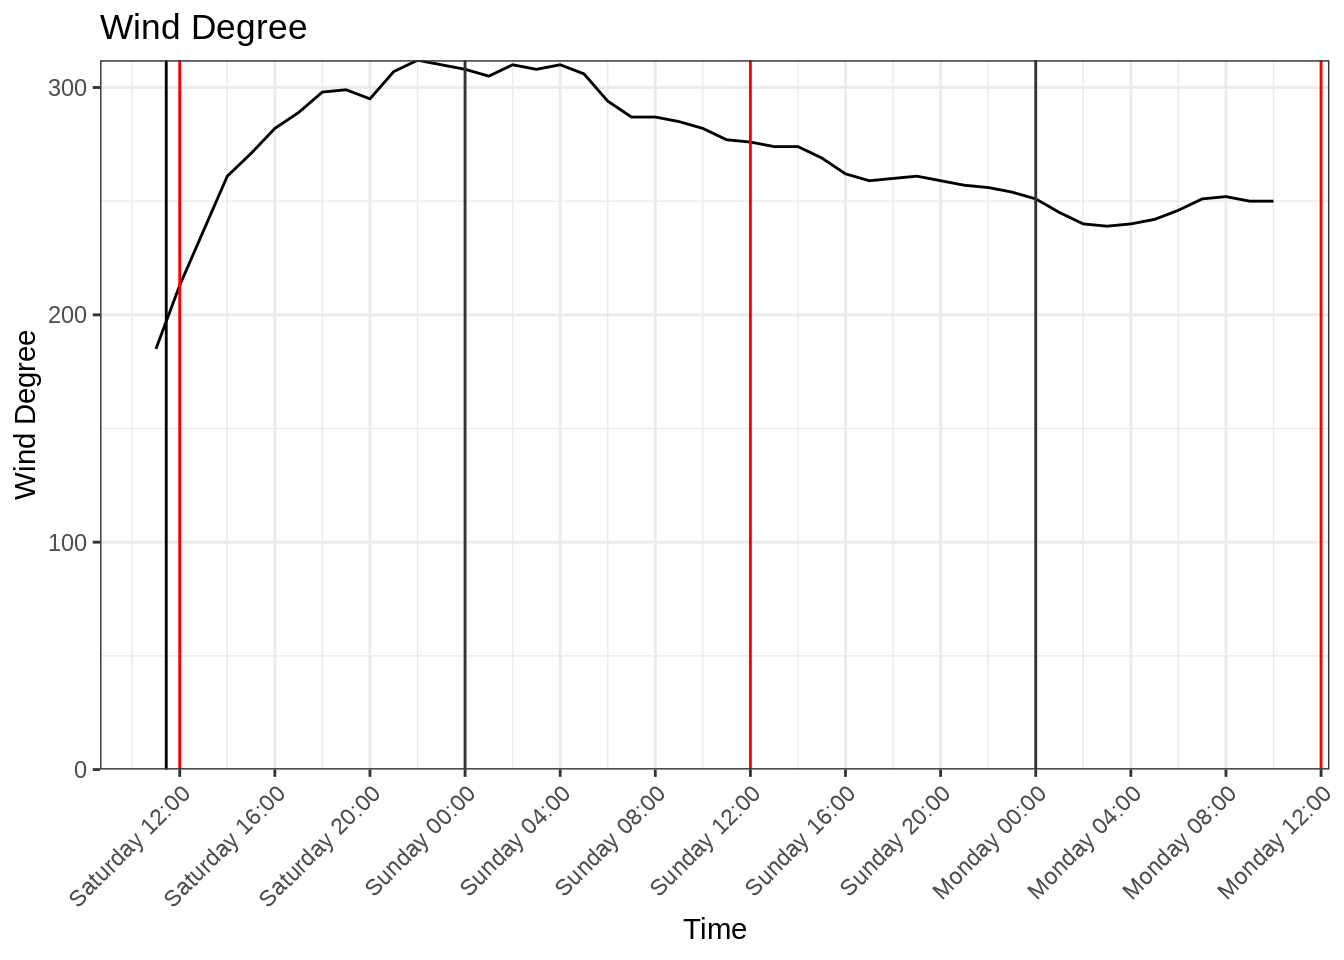 Wind Degree
Wind Degree
300
200
100
0
Saturday 12:00
Saturday 16:00
Saturday 20:00
Sunday 00:00
Sunday 04:00
Sunday 08:00
Sunday 12:00
Sunday 16:00
Sunday 20:00
Monday 00:00
Monday 04:00
Monday 08:00
Monday 12:00
Time